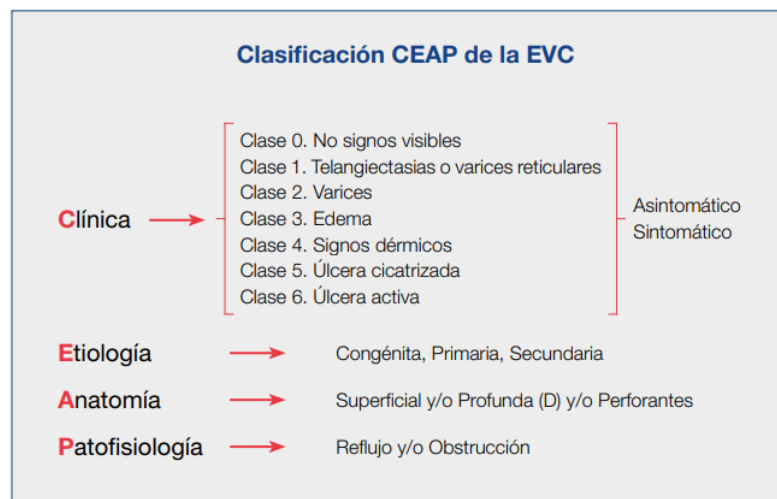 Clasificación CEAP de la EVC
Clínica
Clase 0. No signos visibles
Clase 1. Telangiectasias o varices reticulares
Clase 2. Varices
Clase 3. Edema
Clase 4. Signos dérmicos
Clase 5. Úlcera cicatrizada
Clase 6. Úlcera activa
Asintomático
Sintomático
Etiología
Congénita, Primaria, Secundaria
Anatomía
Superficial y/o Profunda (D) y/o Perforantes
Patofisiología
Reflujo y/o Obstrucción